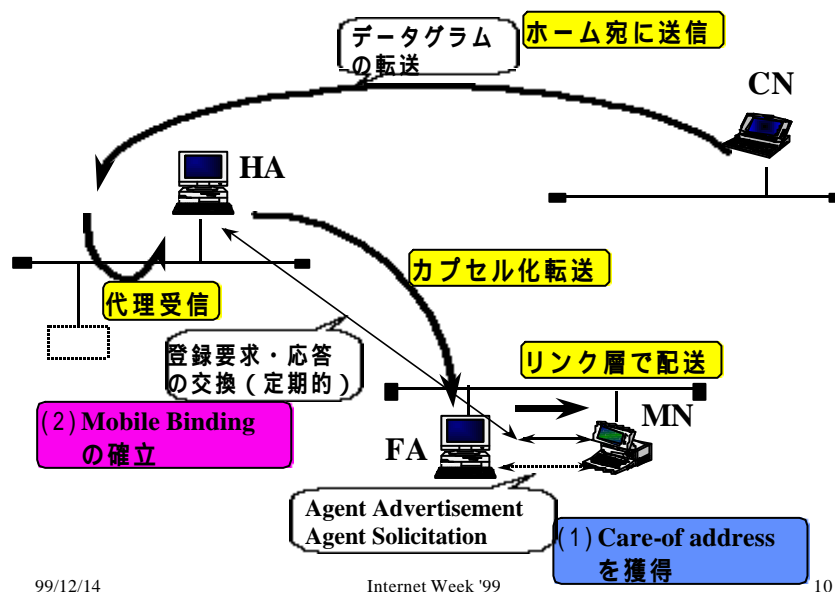 データグラム
の転送
ホーム宛に送信
CN
HA
カプセル化転送
代理受信
登録要求・応答
の交換（定期的）
リンク層で配送
(2) Mobile Binding
の確立
FA
MN
Agent Advertisement
Agent Solicitation
(1) Care-of address
を獲得
99/12/14
Internet Week '99
10